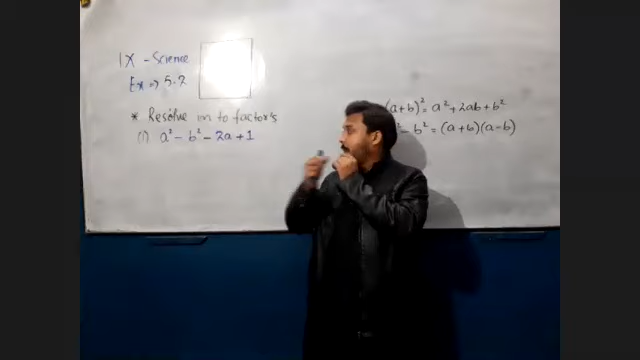 IX - Science
Ex => 5.2
* Resolve in to factor's
(1) a² - b² - 2a + 1
(a+b)² = a² + 2ab + b²
² - b² = (a+b)(a-b)